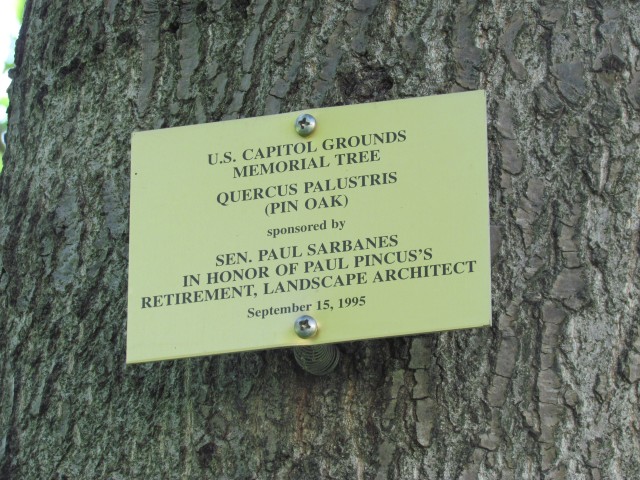 U.S. CAPITOL GROUNDS
MEMORIAL TREE
QUERCUS PALUSTRIS
(PIN OAK)
sponsored by
SEN. PAUL SARBANES
IN HONOR OF PAUL PINCUS'S
RETIREMENT, LANDSCAPE ARCHITECT
September 15, 1995